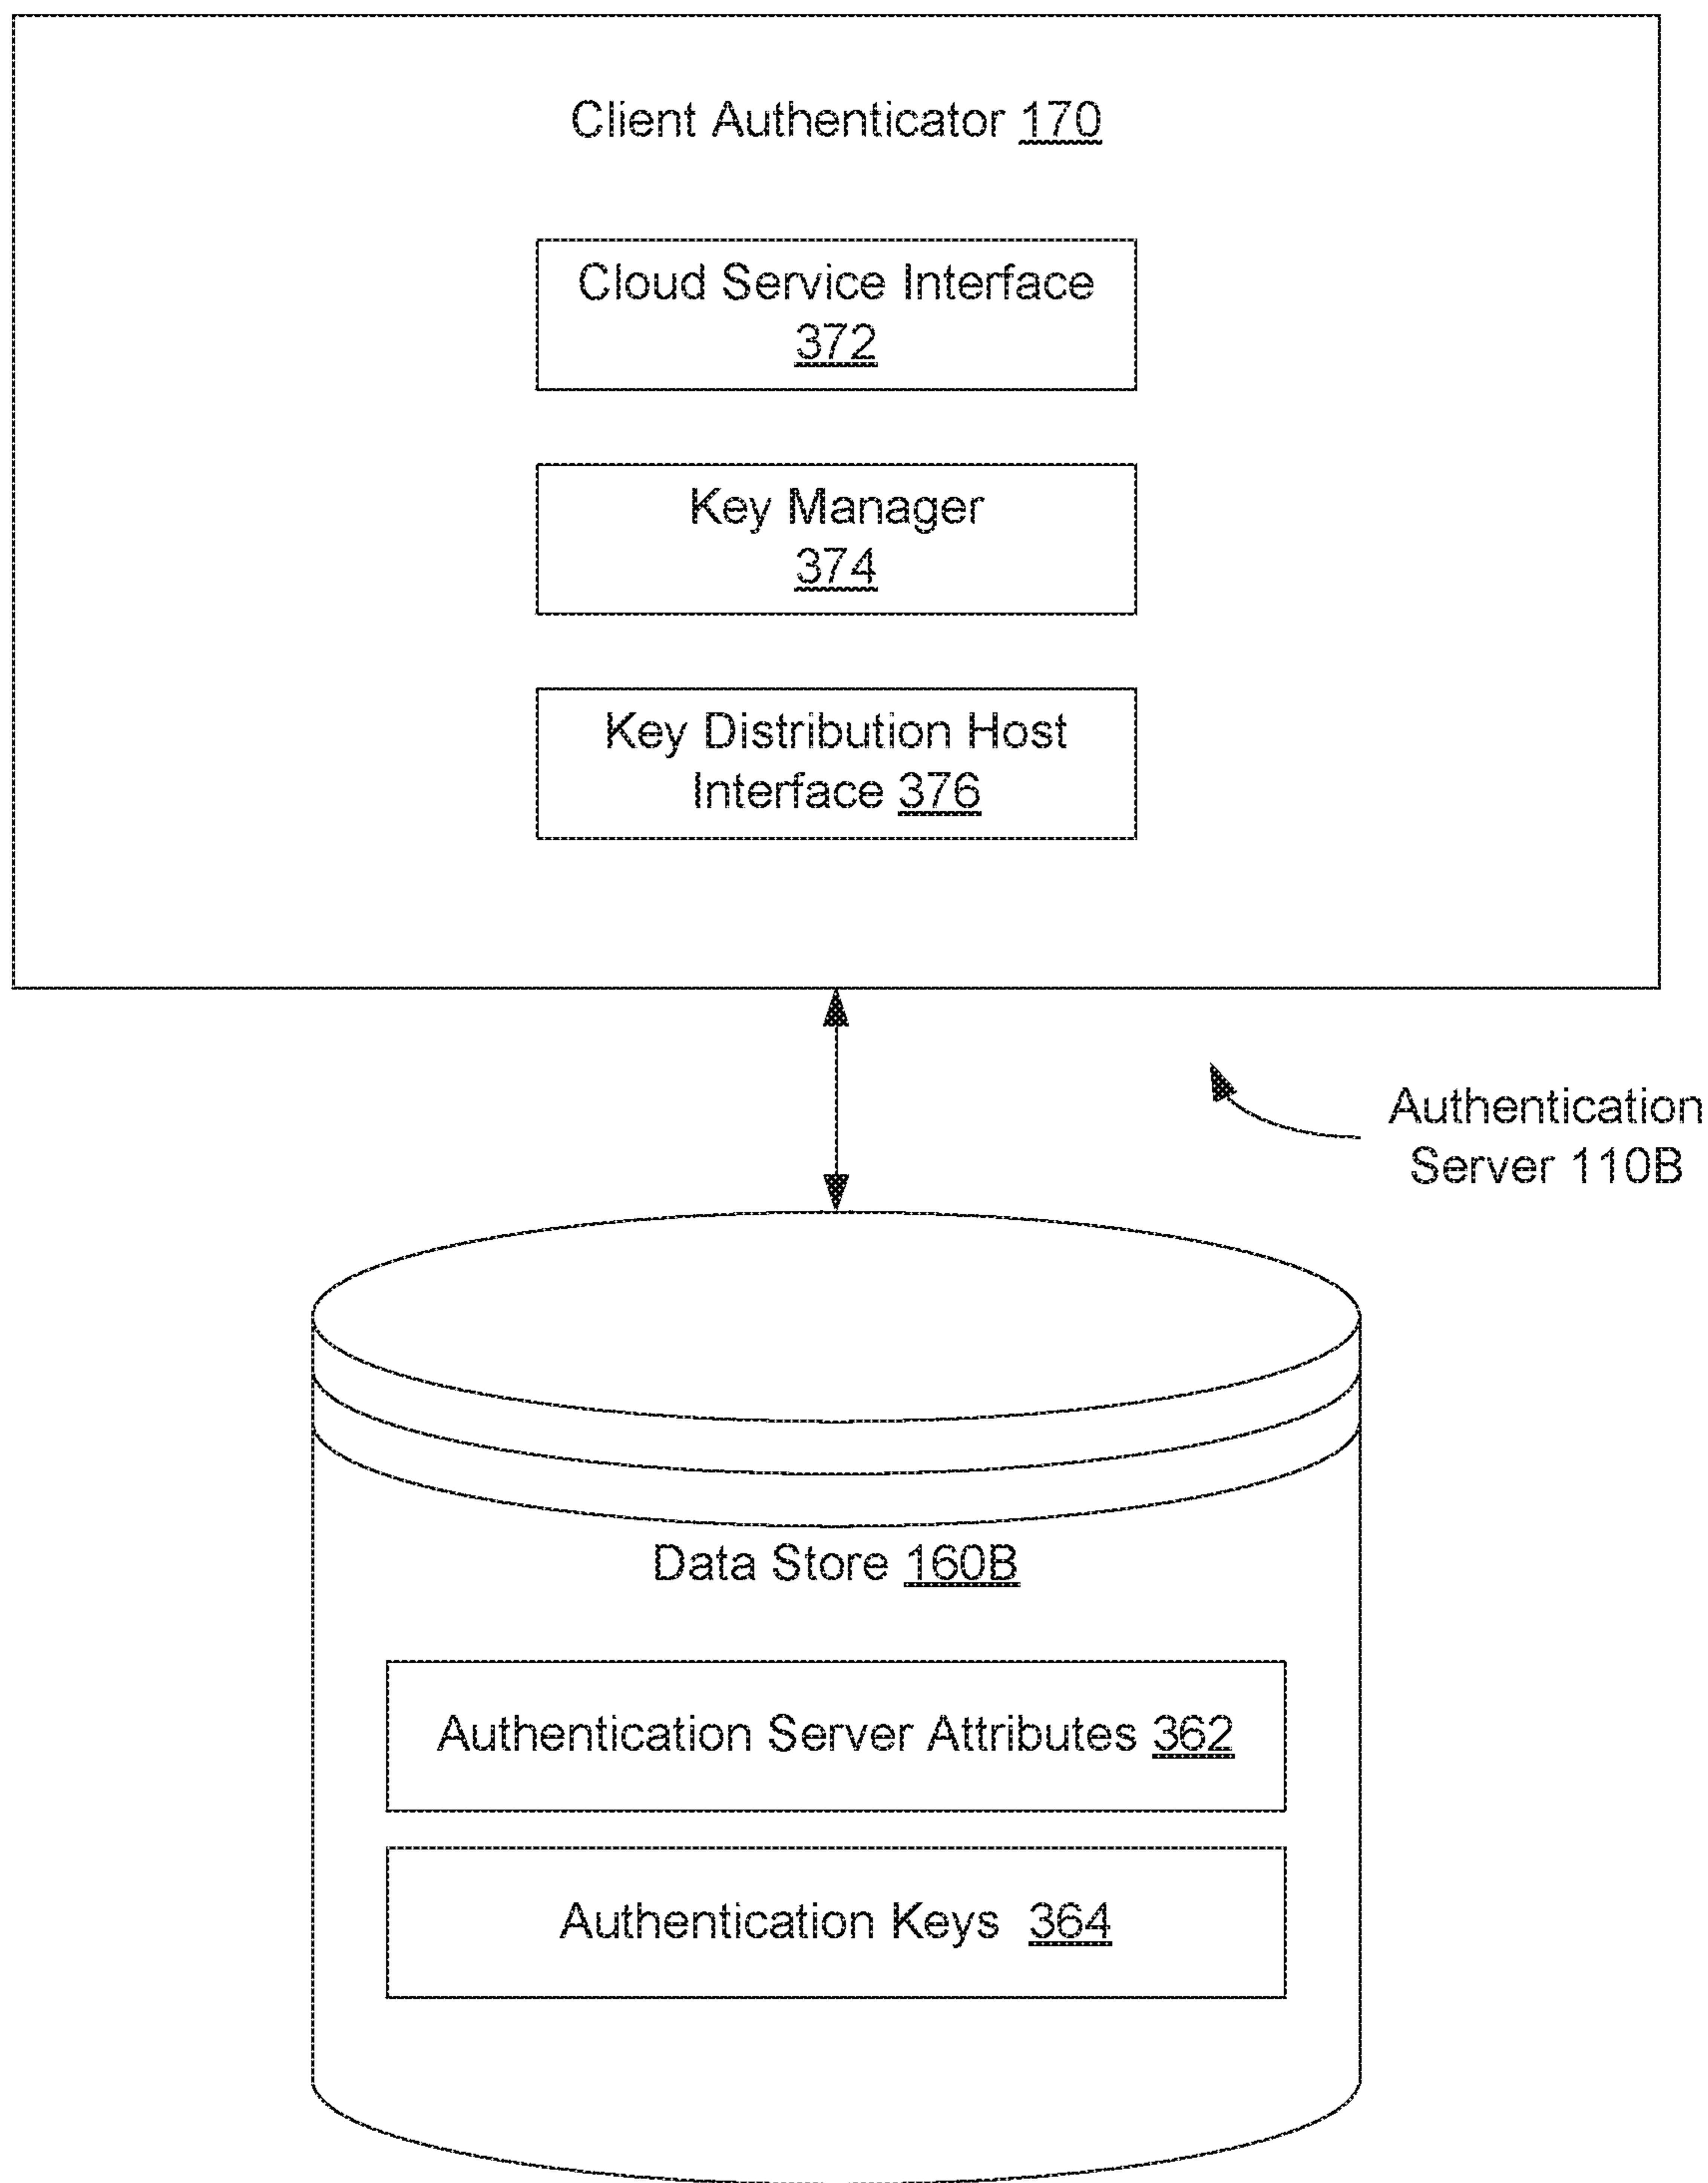 Client Authenticator 170
Cloud Service Interface
372
Key Manager
374
Key Distribution Host
Interface 376
Authentication
Server 110B
Data Store 160B
Authentication Server Attributes 362
Authentication Keys 364